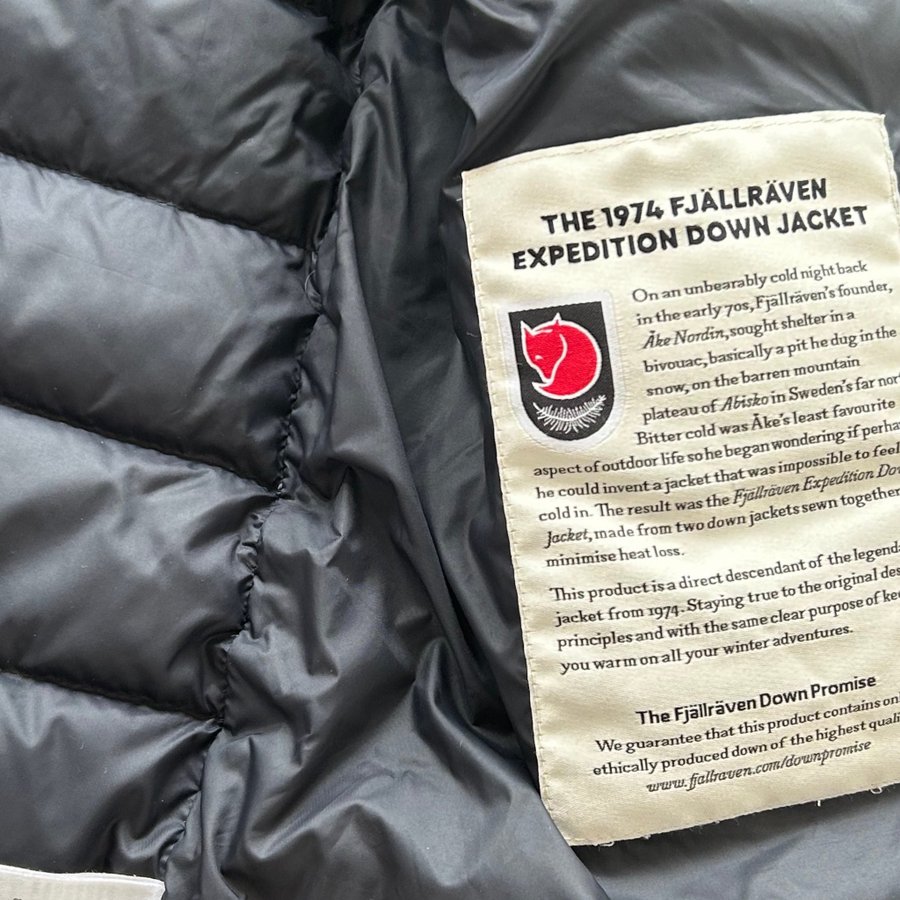 THE 1974 FJÄLLRÄVEN
EXPEDITION DOWN JACKET
On an unbearably cold night back
in the early 70s, Fjällräven's founder,
Åke Nordin, sought shelter in a
bivouac, basically a pit he dug in the
snow, on the barren mountain
plateau of Abisko in Sweden's far
Bitter cold was Åke's least favourite
aspect of outdoor life so he began wondering if
he could invent a jacket that was impossible to feel
cold in. The result was the Fjällräven Expedition
Jacket, made from two down jackets sewn together
minimise heat loss.
This product is a direct descendant of the
jacket from 1974. Staying true to the original
principles and with the same clear purpose of
you warm on all your winter adventures.
The Fjällräven Down Promise
We guarantee that this product contains
ethically produced down of the highest
www.fjallraven.com/downpromise